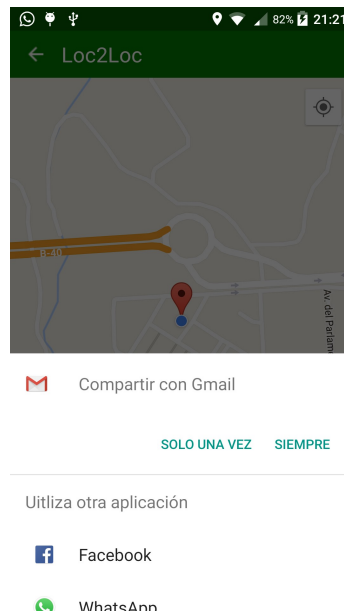 82% 21:21
Loc2Loc
B-40
Av. del Parlame
Compartir con Gmail
SOLO UNA VEZ SIEMPRE
Uitliza otra aplicación
Facebook
WhatsApp